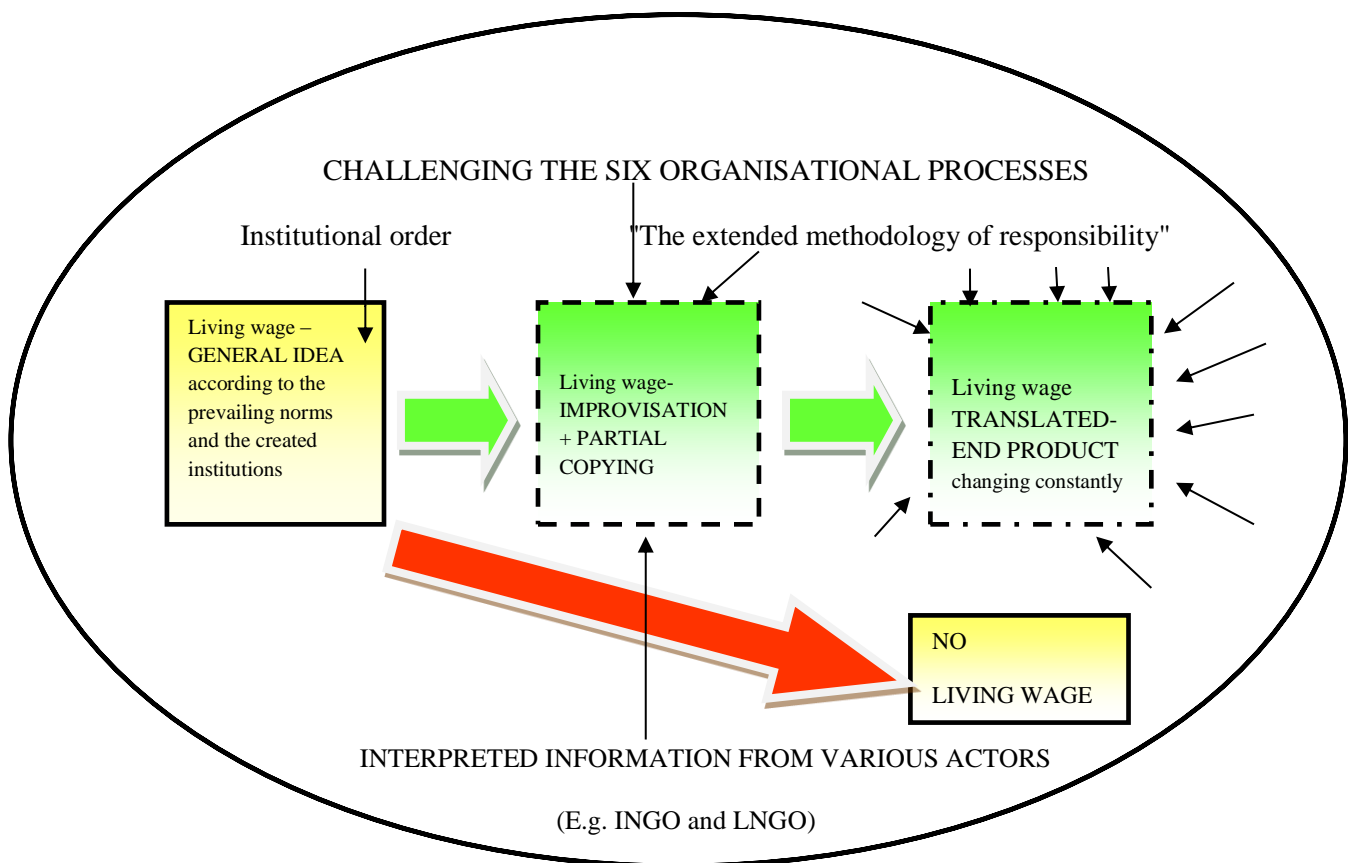 CHALLENGING THE SIX ORGANISATIONAL PROCESSES
Institutional order
"The extended methodology of responsibility"
Living wage –
GENERAL IDEA
according to the
prevailing norms
and the created
institutions
Living wage-
IMPROVISATION
+ PARTIAL
COPYING
Living wage
TRANSLATED-
END PRODUCT
changing constantly
NO
LIVING WAGE
INTERPRETED INFORMATION FROM VARIOUS ACTORS
(E.g. INGO and LNGO)